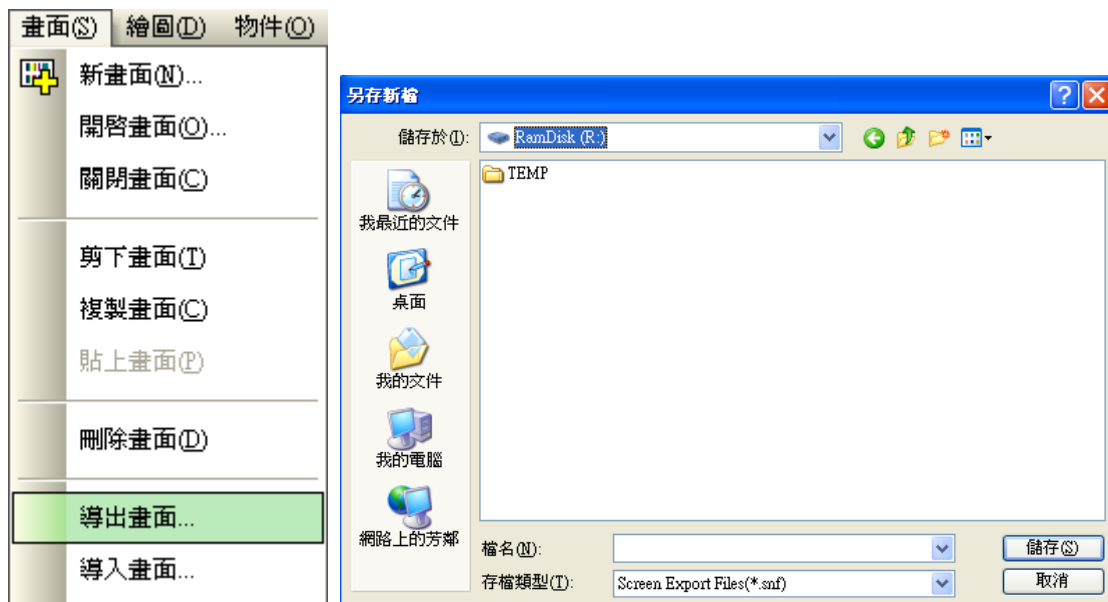 畫面(S) 繪圖(D) 物件(O)
新畫面(N)...
開啓畫面(O)...
關閉畫面(C)
剪下畫面(T)
複製畫面(C)
貼上畫面(P)
刪除畫面(D)
導出畫面...
導入畫面...
另存新檔
儲存於(I): RamDisk (R:)
TEMP
我最近的文件
桌面
我的文件
我的電腦
網路上的芳鄰
檔名(N): 儲存(S)
存檔類型(T): Screen Export Files(*.snf) 取消